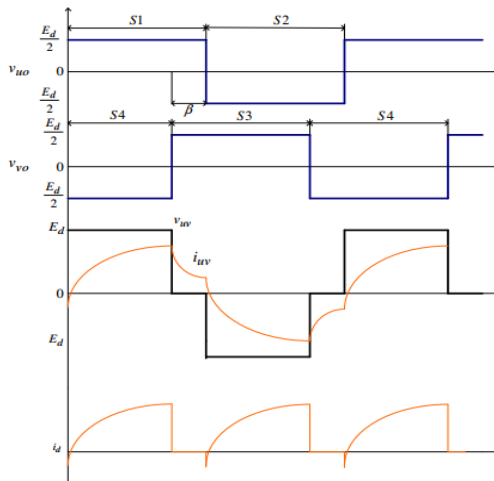 S1 S2
E_d/2
0
v_uo
E_d/2
β
S4 S3 S4
E_d/2
0
v_vo
E_d/2
E_d
v_uv
i_uv
0
E_d
i_d